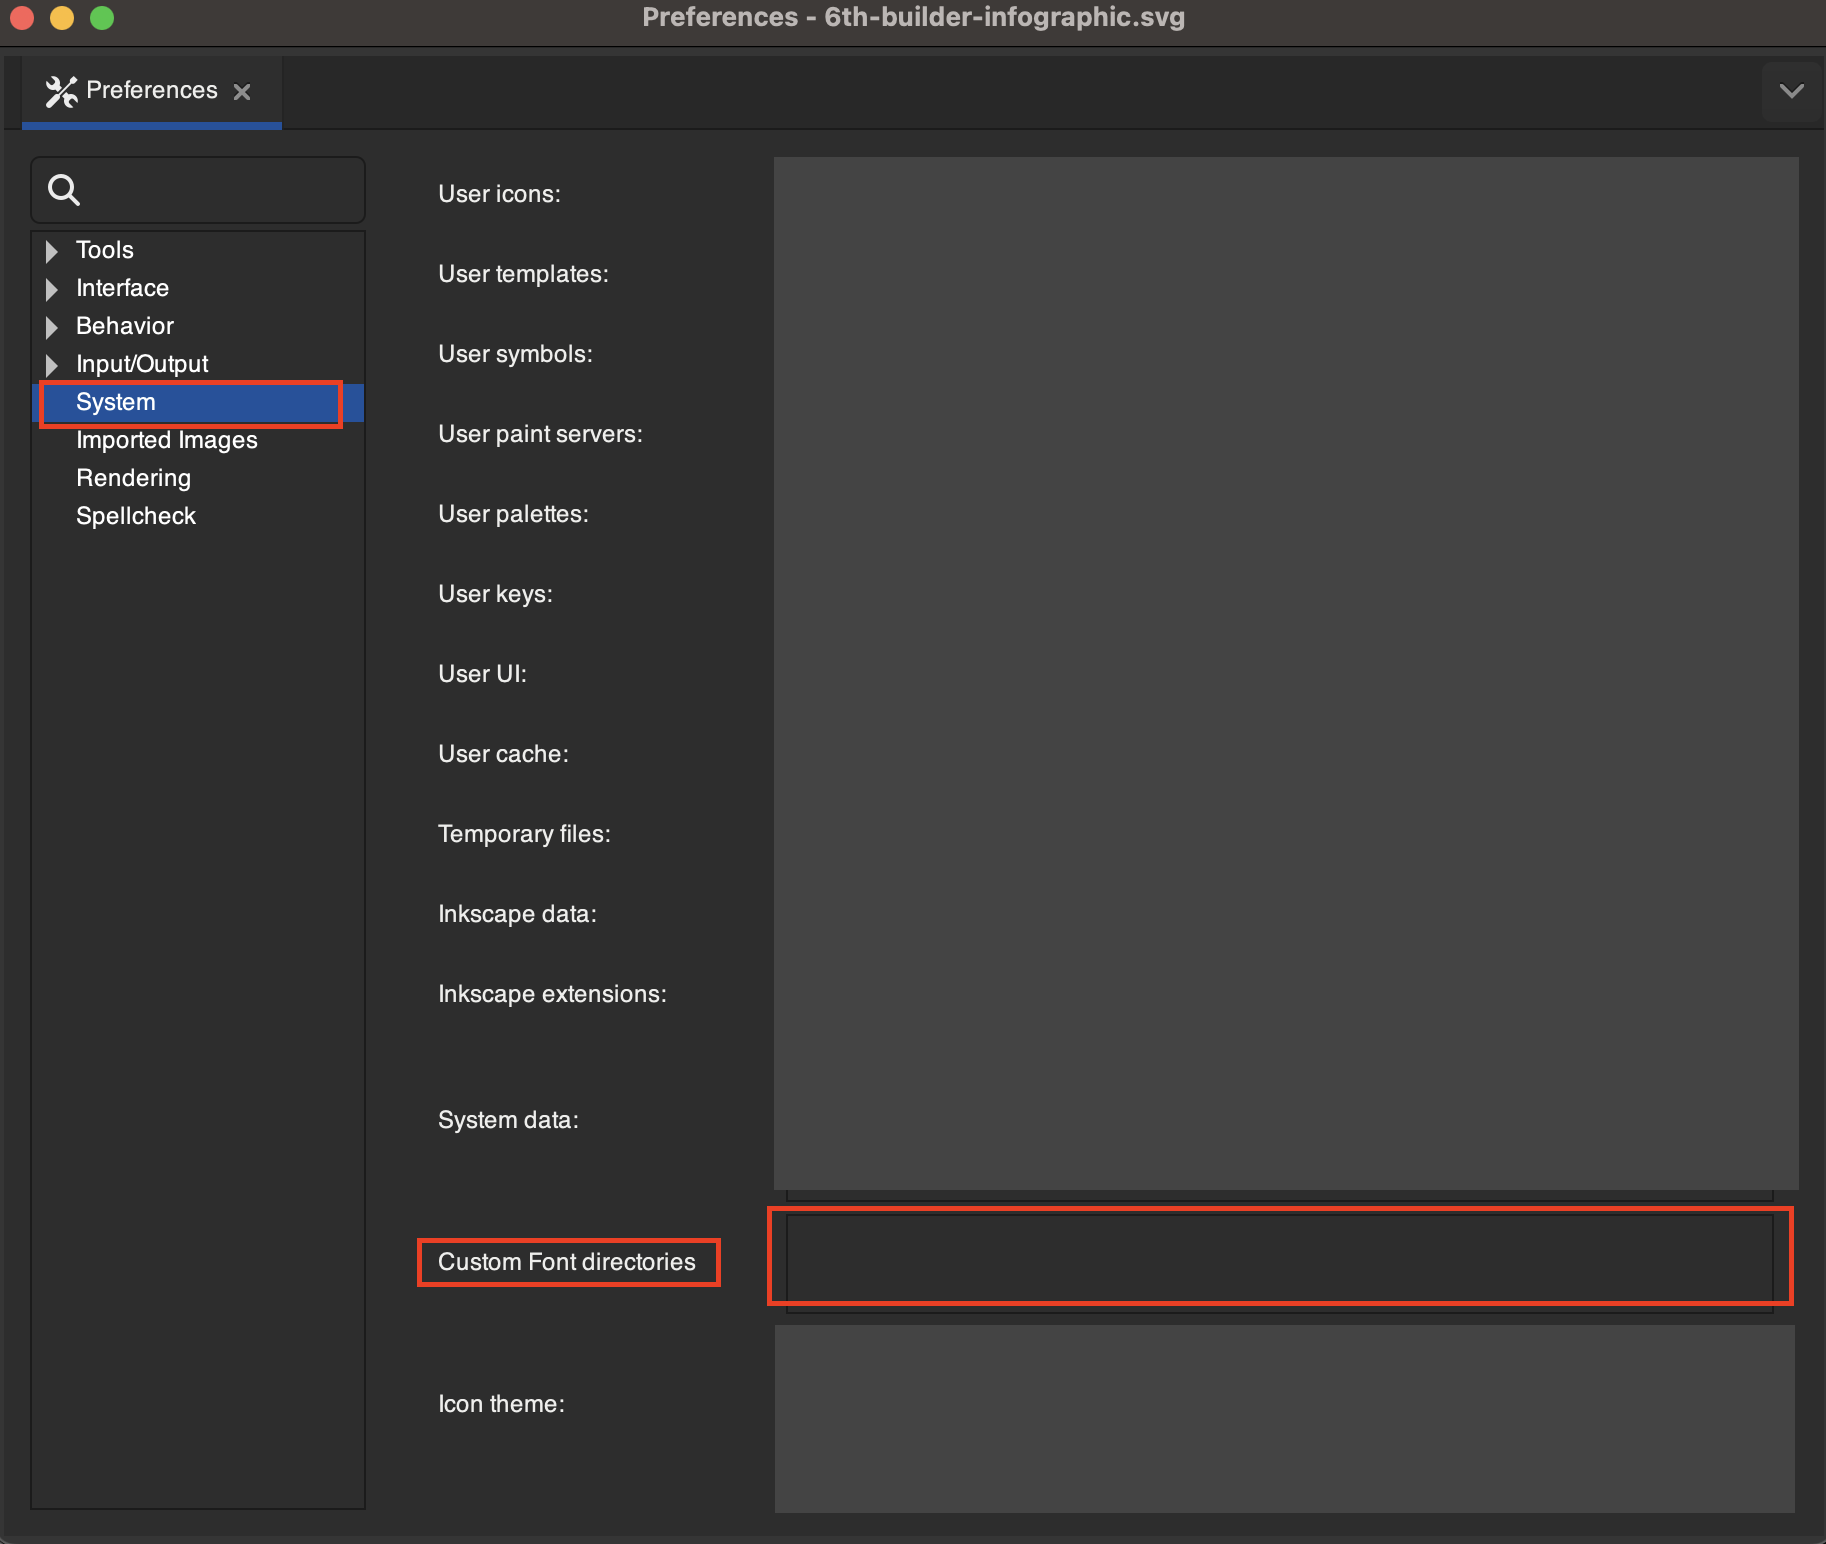 Preferences - 6th-builder-infographic.svg
Preferences
Tools
Interface
Behavior
Input/Output
System
Imported Images
Rendering
Spellcheck
User icons:
User templates:
User symbols:
User paint servers:
User palettes:
User keys:
User UI:
User cache:
Temporary files:
Inkscape data:
Inkscape extensions:
System data:
Custom Font directories
Icon theme: